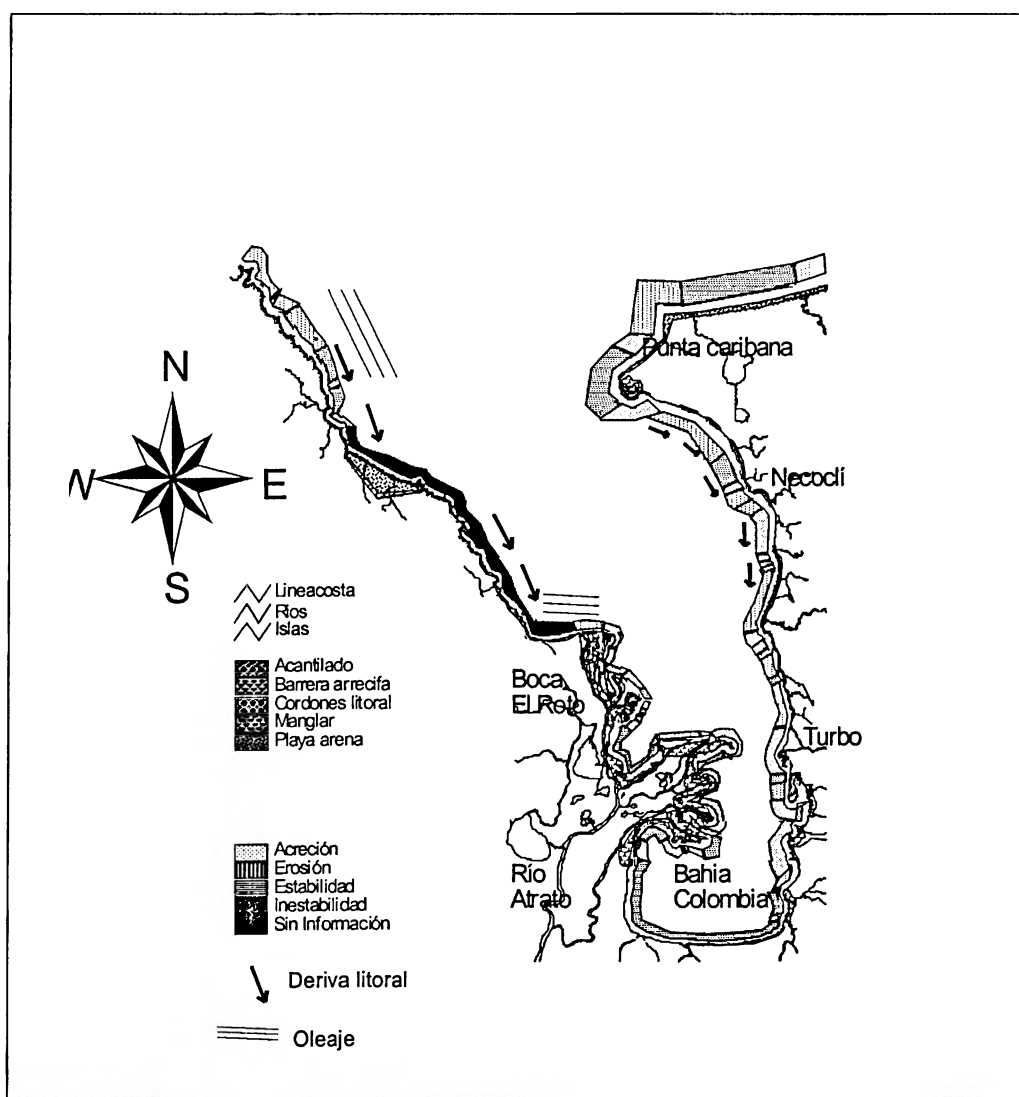 Punta caribana
N
W
E
S
Necoclí
Lineacosta
Rios
Islas
Acantilado
Barrera arrecifa
Cordones litoral
Manglar
Playa arena
Boca
El Roto
Turbo
Acreción
Erosión
Estabilidad
Inestabilidad
Sin Información
Río
Atrato
Bahia
Colombia
Deriva litoral
Oleaje